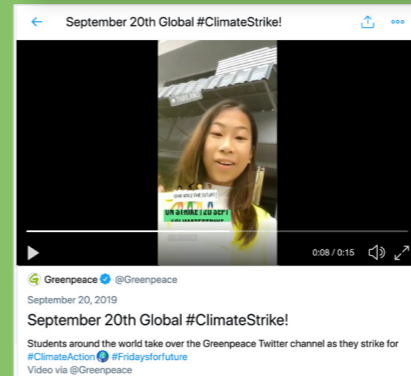 September 20th Global #ClimateStrike!
ON STRIKE | 20 SEPT
0:08 / 0:15
Greenpeace @Greenpeace
September 20, 2019
September 20th Global #ClimateStrike!
Students around the world take over the Greenpeace Twitter channel as they strike for
#ClimateAction🌏 #Fridaysforfuture
Video via @Greenpeace